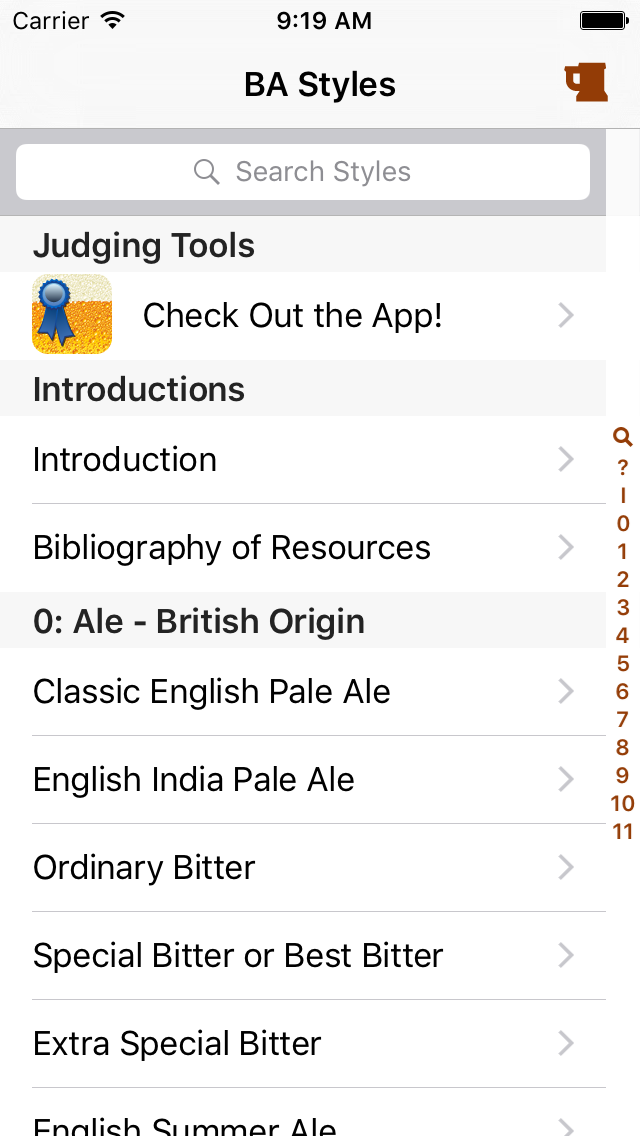 Carrier 9:19 AM
BA Styles
Search Styles
Judging Tools
Check Out the App!
Introductions
Introduction
Bibliography of Resources
0: Ale - British Origin
Classic English Pale Ale
English India Pale Ale
Ordinary Bitter
Special Bitter or Best Bitter
Extra Special Bitter
English Summer Ale
?
I
0
1
2
3
4
5
6
7
8
9
10
11